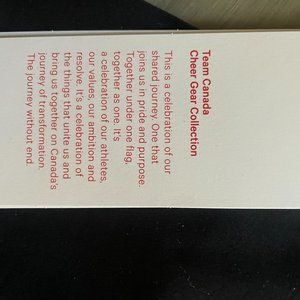 Team Canada
Cheer Gear Collection
This is a celebration of our
shared journey. One that
joins us in pride and purpose.
Together under one flag,
together as one. It's
a celebration of our athletes,
our values, our ambition and
resolve. It's a celebration of
the things that unite us and
bring us together on Canada's
journey of transformation.
The journey without end.